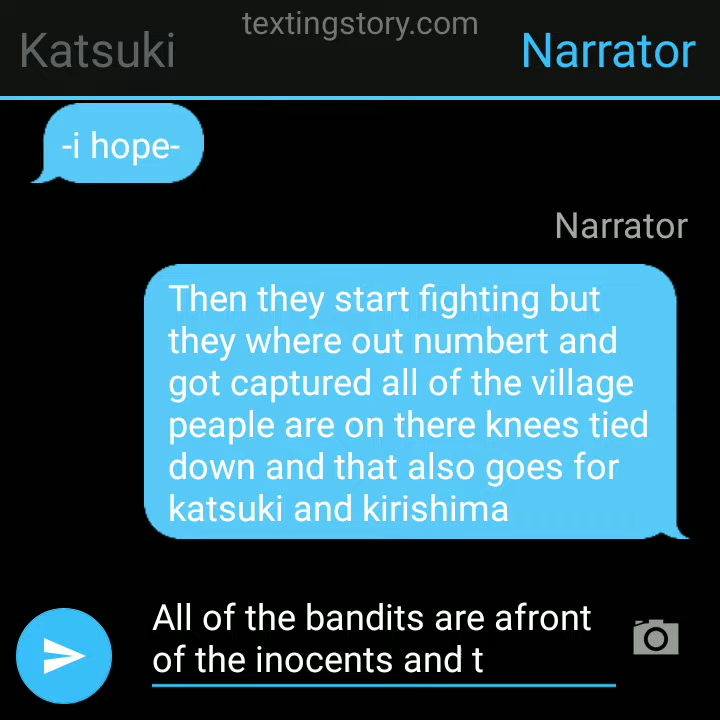 textingstory.com
Katsuki
Narrator
-i hope-
Narrator
Then they start fighting but
they where out numbert and
got captured all of the village
peaple are on there knees tied
down and that also goes for
katsuki and kirishima
All of the bandits are afront
of the inocents and t